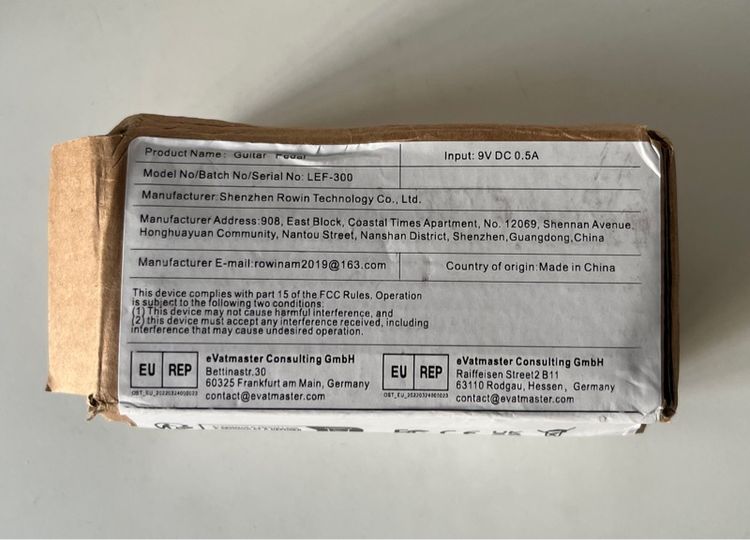 Product Name: Guitar Pedal
Input: 9V DC 0.5A
Model No/Batch No/Serial No: LEF-300
Manufacturer:Shenzhen Rowin Technology Co., Ltd.
Manufacturer Address:908, East Block, Coastal Times Apartment, No. 12069, Shennan Avenue,
Honghuayuan Community, Nantou Street, Nanshan District, Shenzhen,Guangdong,China
Manufacturer E-mail:rowinam2019@163.com
Country of origin:Made in China
This device complies with part 15 of the FCC Rules. Operation
is subject to the following two conditions:
(1) This device may not cause harmful interference, and
(2) this device must accept any interference received, including
interference that may cause undesired operation.
EU REP
eVatmaster Consulting GmbH
Bettinastr.30
60325 Frankfurt am Main, Germany
contact@evatmaster.com
OBT_EU_20220324001023
EU REP
eVatmaster Consulting GmbH
Raiffeisen Street2 B11
63110 Rodgau, Hessen, Germany
contact@evatmaster.com
OBT_EU_20220324001023